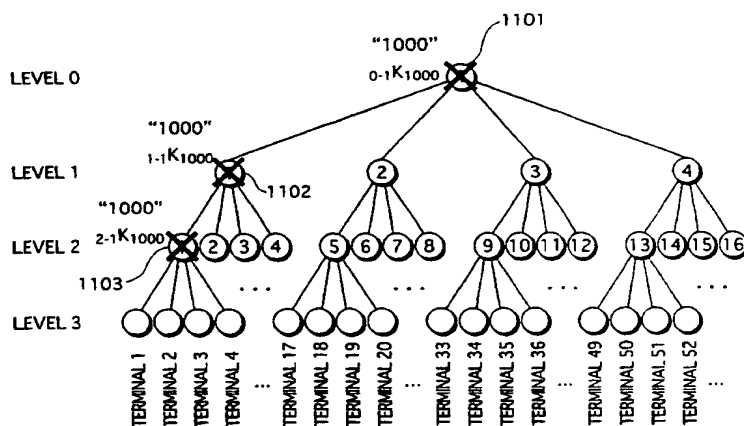 1101
"1000"
LEVEL 0
0-1K1000
"1000"
1-1K1000
LEVEL 1
2
3
4
1102
"1000"
2-1K1000
LEVEL 2
2 3 4 5 6 7 8 9 10 11 12 13 14 15 16
1103
... ... ... ...
LEVEL 3
TERMINAL 1
TERMINAL 2
TERMINAL 3
TERMINAL 4
...
TERMINAL 17
TERMINAL 18
TERMINAL 19
TERMINAL 20
...
TERMINAL 33
TERMINAL 34
TERMINAL 35
TERMINAL 36
...
TERMINAL 49
TERMINAL 50
TERMINAL 51
TERMINAL 52
...